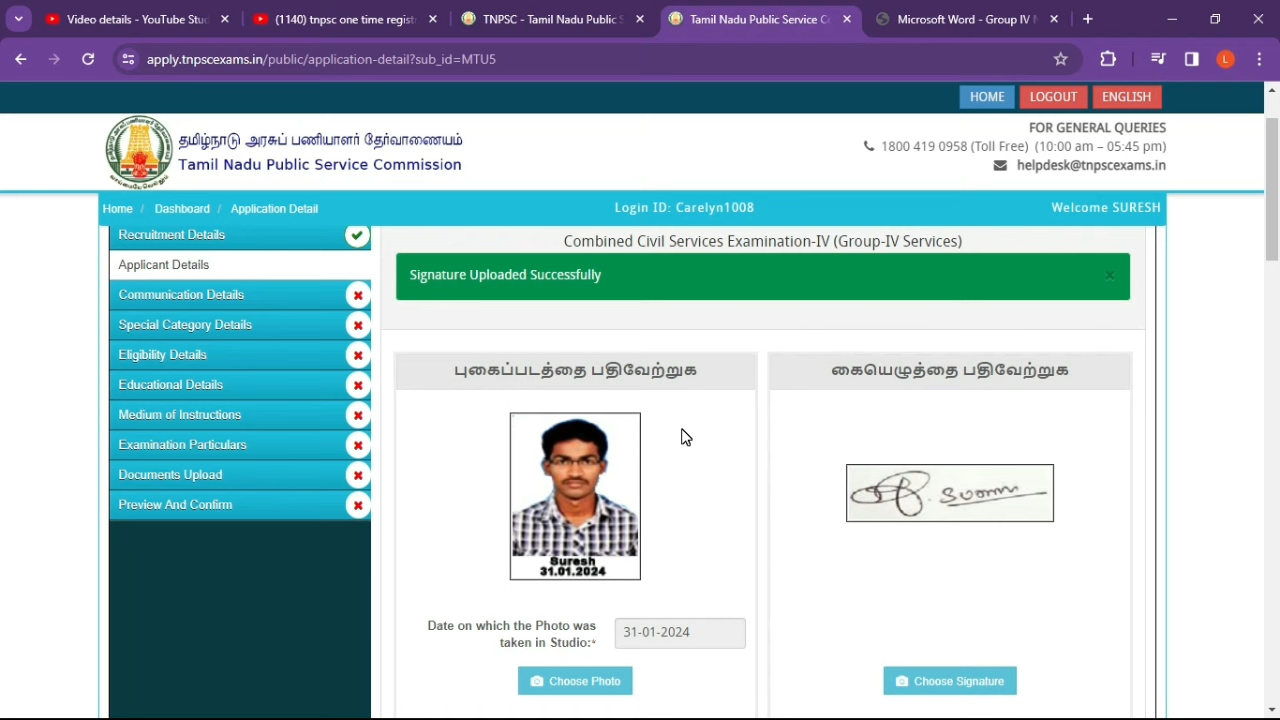 Video details - YouTube Stu
(1140) tnpsc one time regist
TNPSC - Tamil Nadu Public S
Tamil Nadu Public Service Co
Microsoft Word - Group IV N
apply.tnpscexams.in/public/application-detail?sub_id=MTU5
L
HOME
LOGOUT
ENGLISH
தமிழ்நாடு அரசுப் பணியாளர் தேர்வாணையம்
Tamil Nadu Public Service Commission
FOR GENERAL QUERIES
1800 419 0958 (Toll Free) (10:00 am – 05:45 pm)
helpdesk@tnpscexams.in
Home / Dashboard / Application Detail
Login ID: Carelyn1008
Welcome SURESH
Recruitment Details
Applicant Details
Communication Details
Special Category Details
Eligibility Details
Educational Details
Medium of Instructions
Examination Particulars
Documents Upload
Preview And Confirm
Combined Civil Services Examination-IV (Group-IV Services)
Signature Uploaded Successfully
புகைப்படத்தை பதிவேற்றுக
Suresh
31.01.2024
Date on which the Photo was
taken in Studio:*
31-01-2024
Choose Photo
கையெழுத்தை பதிவேற்றுக
Choose Signature